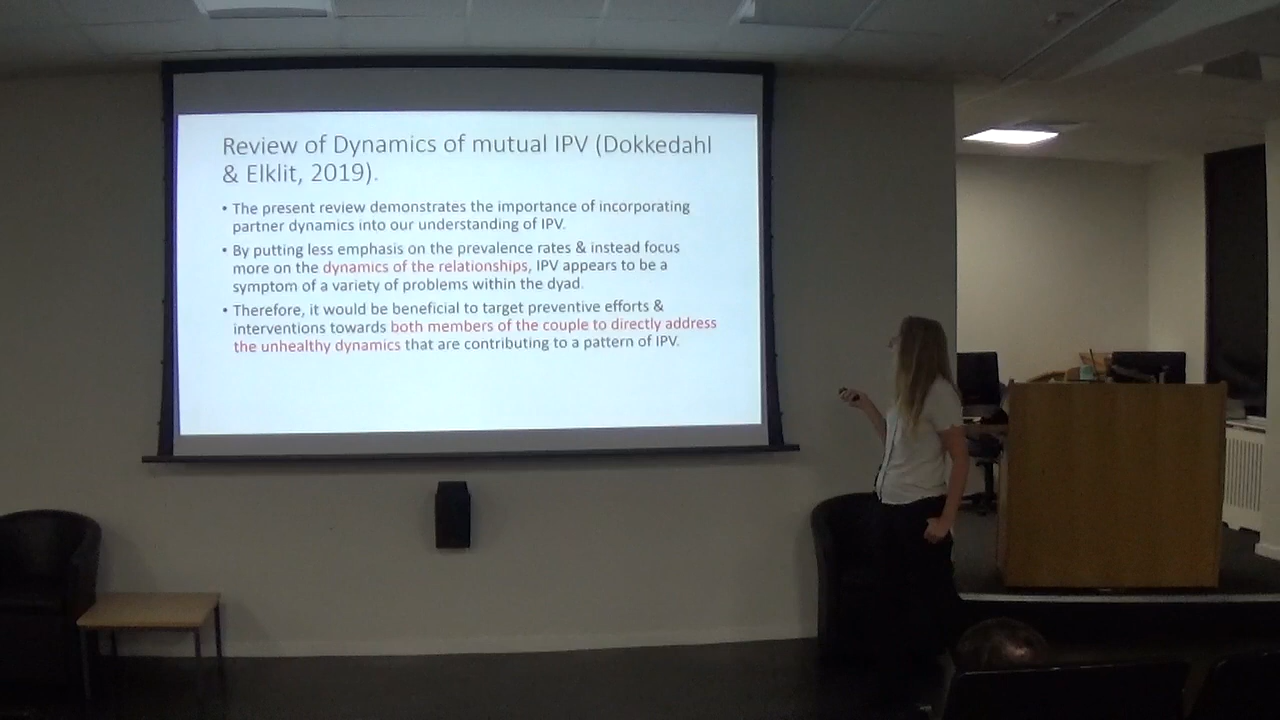 Review of Dynamics of mutual IPV (Dokkedahl
& Elklit, 2019).
• The present review demonstrates the importance of incorporating
partner dynamics into our understanding of IPV.
• By putting less emphasis on the prevalence rates & instead focus
more on the dynamics of the relationships, IPV appears to be a
symptom of a variety of problems within the dyad.
• Therefore, it would be beneficial to target preventive efforts &
interventions towards both members of the couple to directly address
the unhealthy dynamics that are contributing to a pattern of IPV.